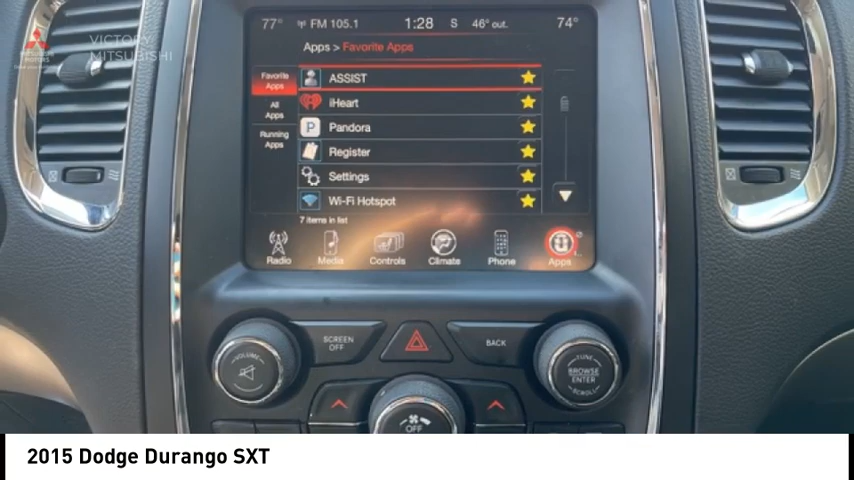 77° FM 105.1 1:28 S 46° out. 74°
Apps > Favorite Apps
VICTORY
MITSUBISHI
MITSUBISHI
MOTORS
Favorite
Apps
All
Apps
Running
Apps
ASSIST
iHeart
Pandora
Register
Settings
Wi-Fi Hotspot
7 items in list
Radio Media Controls Climate Phone Apps
SCREEN
OFF
BACK
VOLUME
TUNE
BROWSE
ENTER
SCROLL
OFF
2015 Dodge Durango SXT